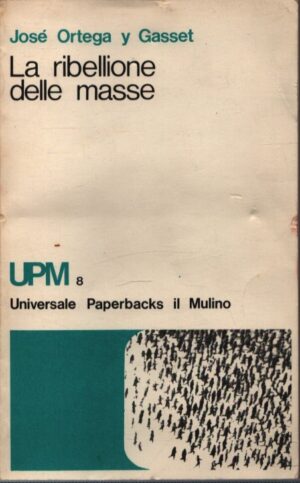 José Ortega y Gasset
La ribellione
delle masse
UPM 8
Universale Paperbacks il Mulino